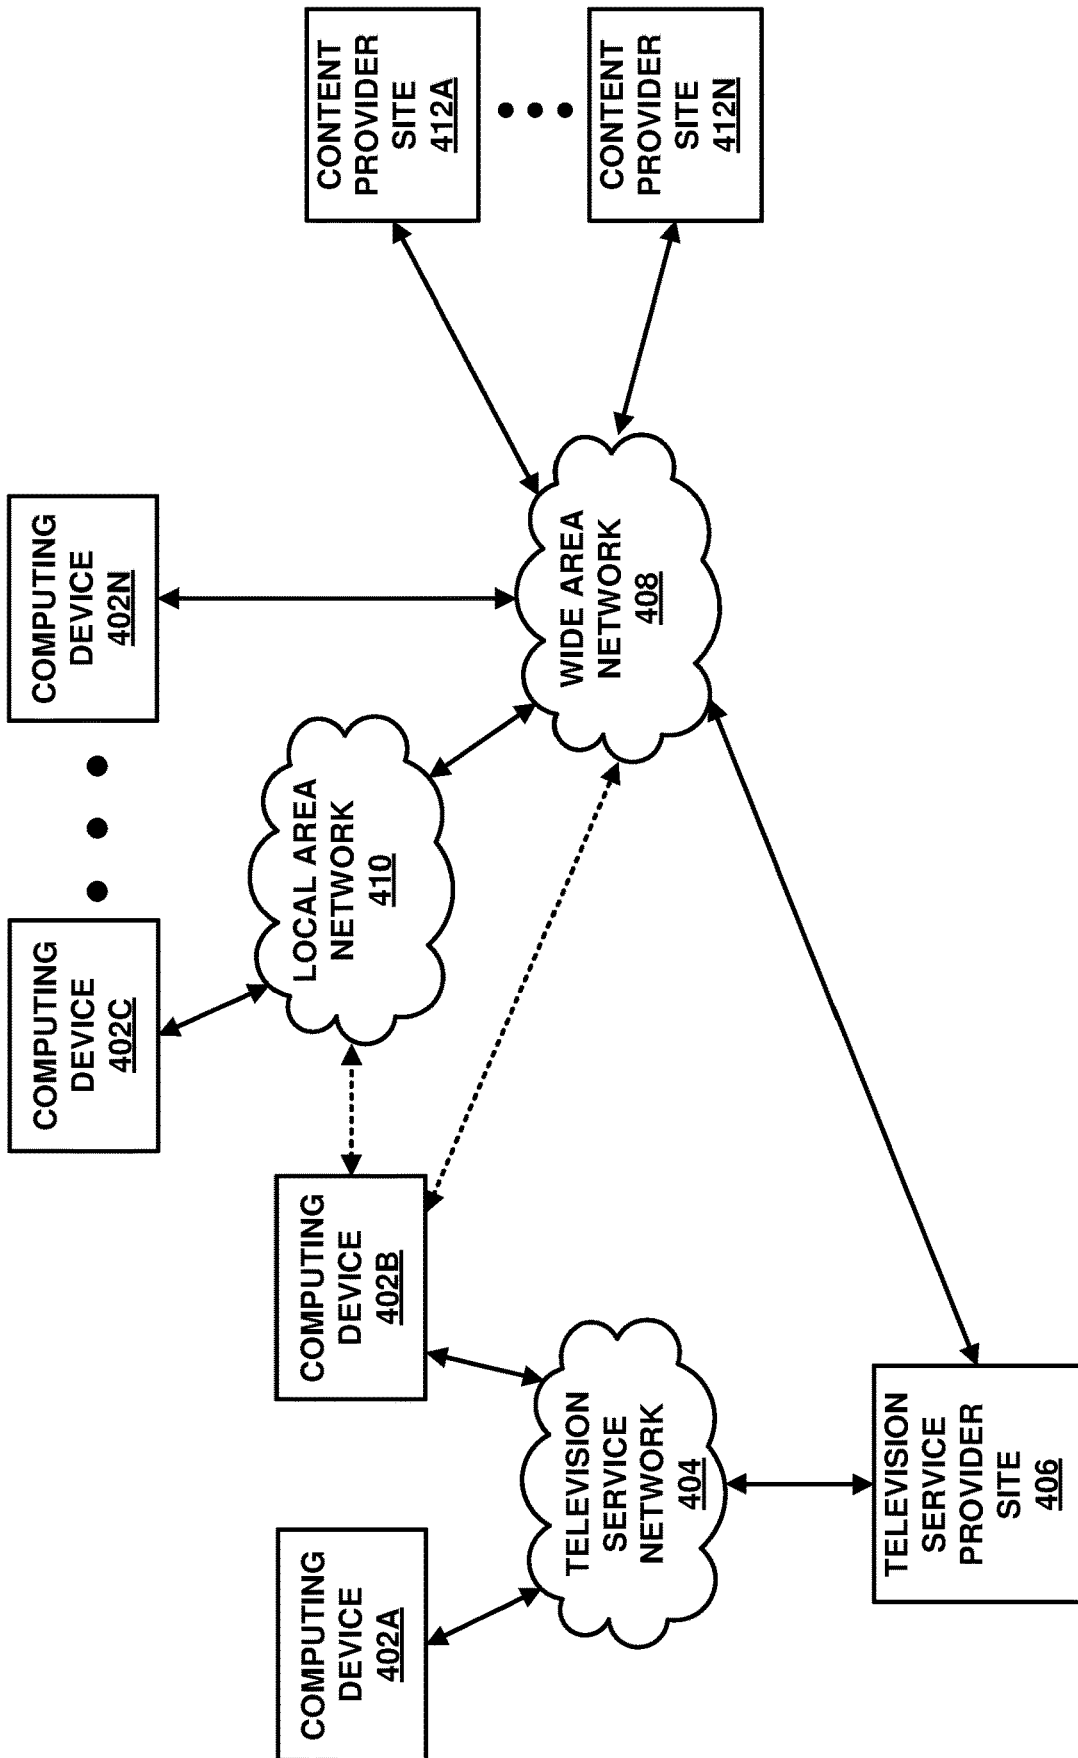 COMPUTING
DEVICE
402A
COMPUTING
DEVICE
402B
COMPUTING
DEVICE
402C
COMPUTING
DEVICE
402N
TELEVISION
SERVICE
NETWORK
404
LOCAL AREA
NETWORK
410
WIDE AREA
NETWORK
408
CONTENT
PROVIDER
SITE
412A
CONTENT
PROVIDER
SITE
412N
TELEVISION
SERVICE
PROVIDER
SITE
406